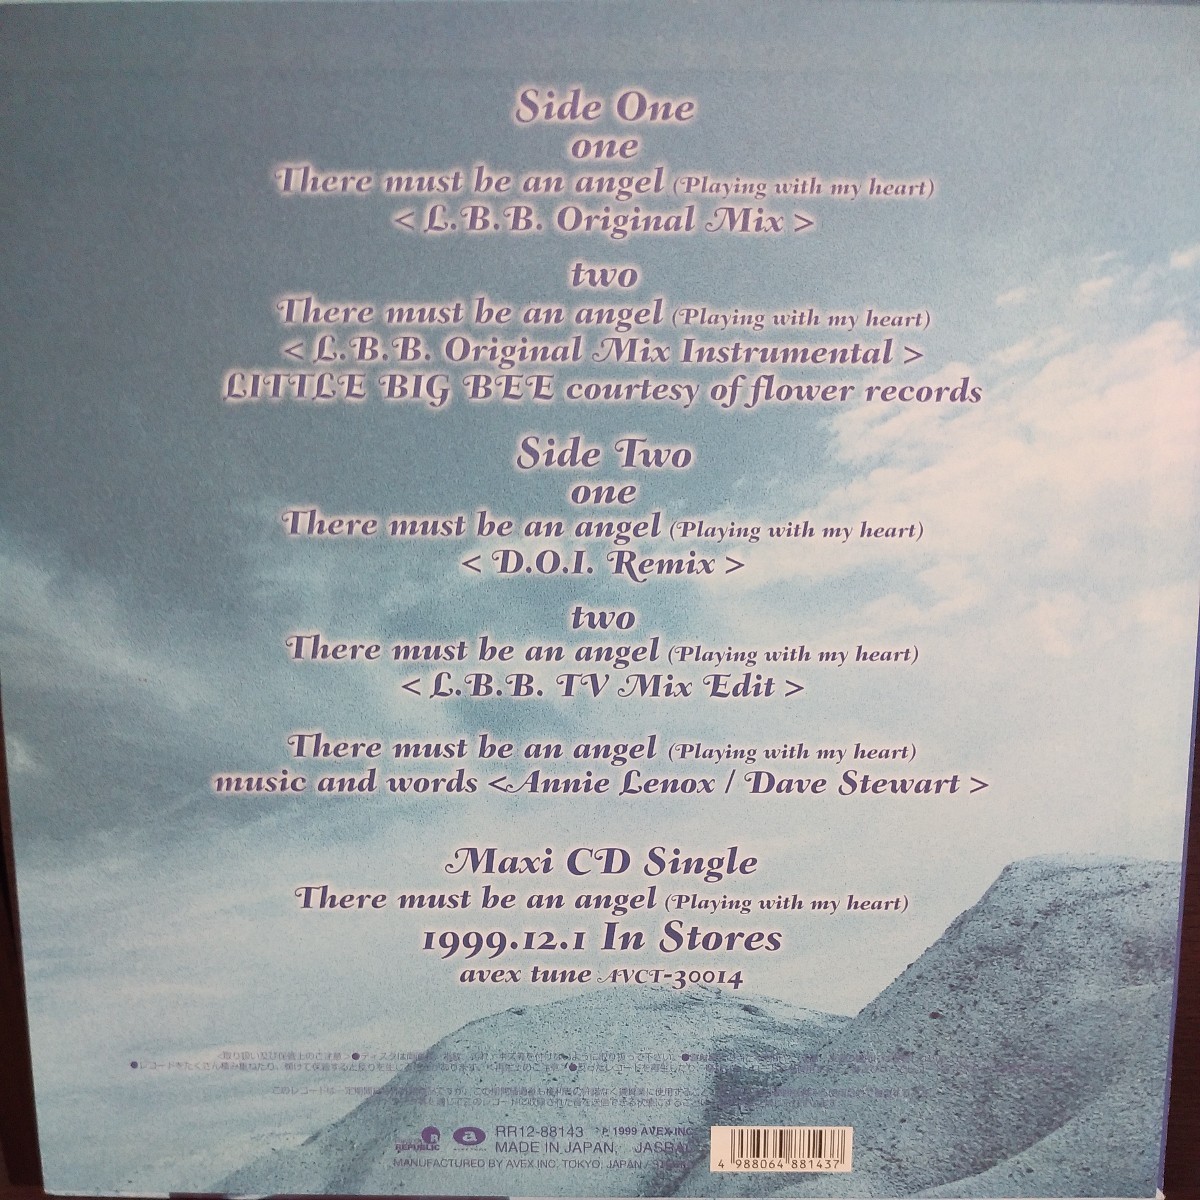 Side One
one
There must be an angel (Playing with my heart)
< L.B.B. Original Mix >
two
There must be an angel (Playing with my heart)
< L.B.B. Original Mix Instrumental >
LITTLE BIG BEE courtesy of flower records
Side Two
one
There must be an angel (Playing with my heart)
< D.O.I. Remix >
two
There must be an angel (Playing with my heart)
< L.B.B. TV Mix Edit >
There must be an angel (Playing with my heart)
music and words <Annie Lenox / Dave Stewart >
Maxi CD Single
There must be an angel (Playing with my heart)
1999.12.1 In Stores
avex tune AVCT-30014
REPUBLIC RR12-88143 ℗ 1999 AVEX INC.
MADE IN JAPAN,
MANUFACTURED BY AVEX INC. TOKYO, JAPAN /
4 988064 881437